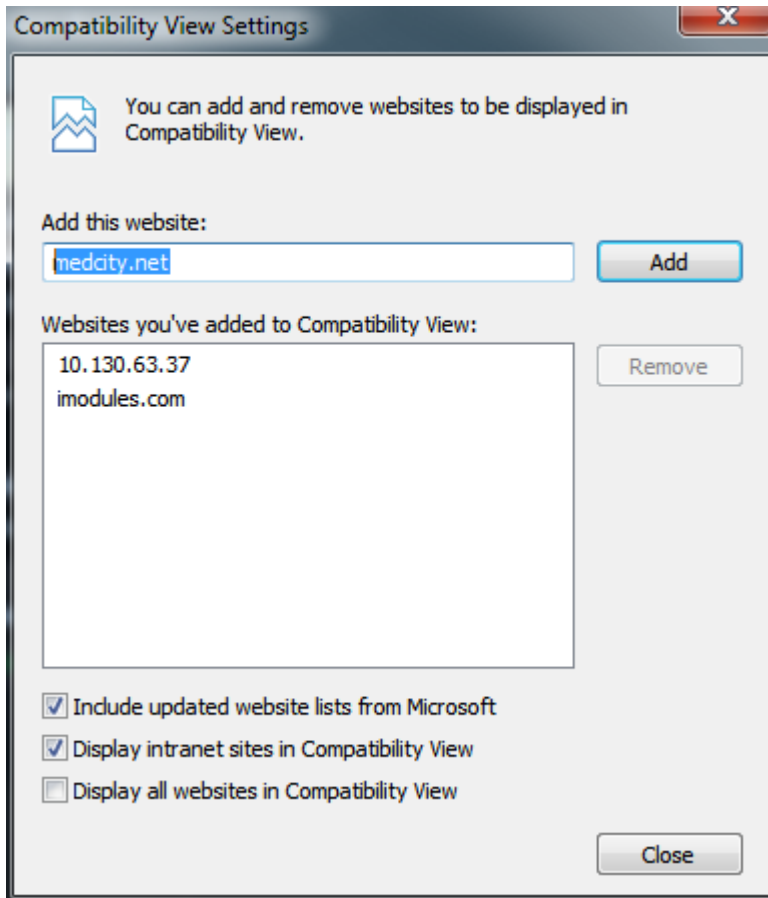 Compatibility View Settings
You can add and remove websites to be displayed in
Compatibility View.
Add this website:
medcity.net
Add
Websites you've added to Compatibility View:
10.130.63.37
Remove
imodules.com
Include updated website lists from Microsoft
Display intranet sites in Compatibility View
Display all websites in Compatibility View
Close